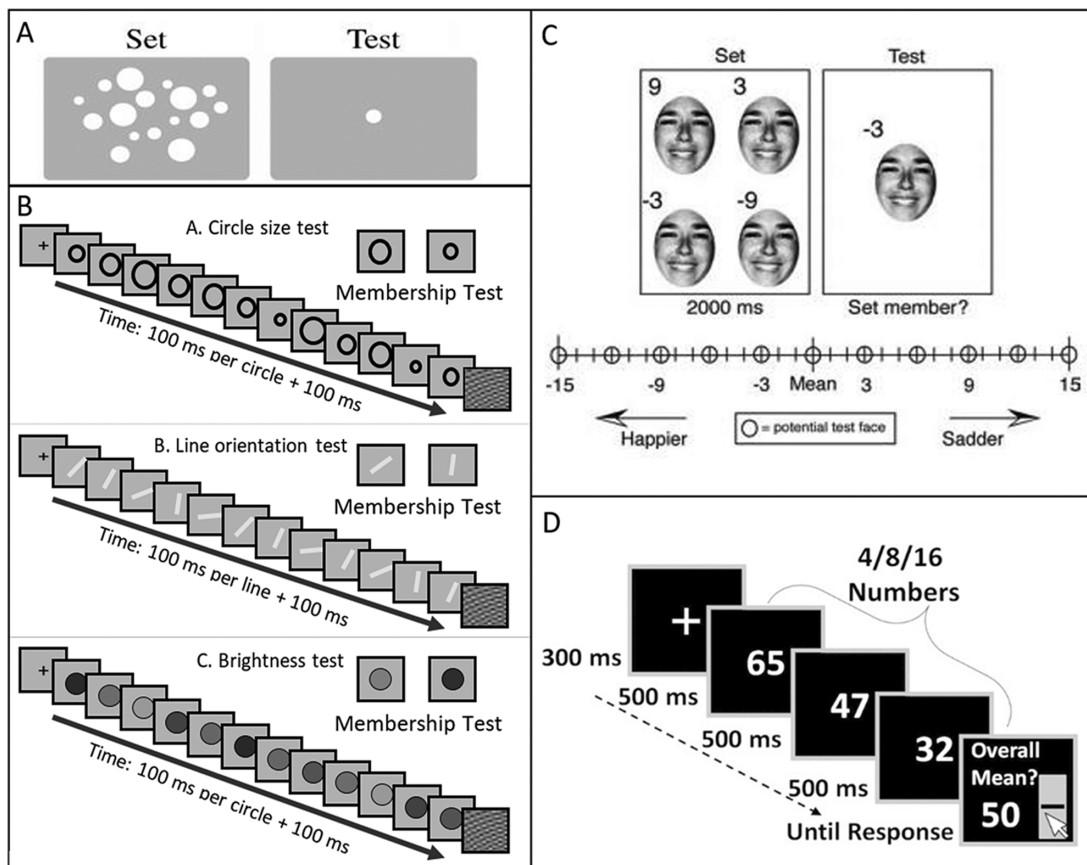 A
Set Test
B
A. Circle size test
+
Membership Test
Time: 100 ms per circle + 100 ms
B. Line orientation test
+
Membership Test
Time: 100 ms per line + 100 ms
C. Brightness test
+
Membership Test
Time: 100 ms per circle + 100 ms
C
Set Test
9 3
-3
-3 -9
2000 ms Set member?
-15 -9 -3 Mean 3 9 15
Happier = potential test face Sadder
D
4/8/16
Numbers
+
300 ms
65
500 ms
47
500 ms
32
500 ms
Overall
Mean?
50
Until Response